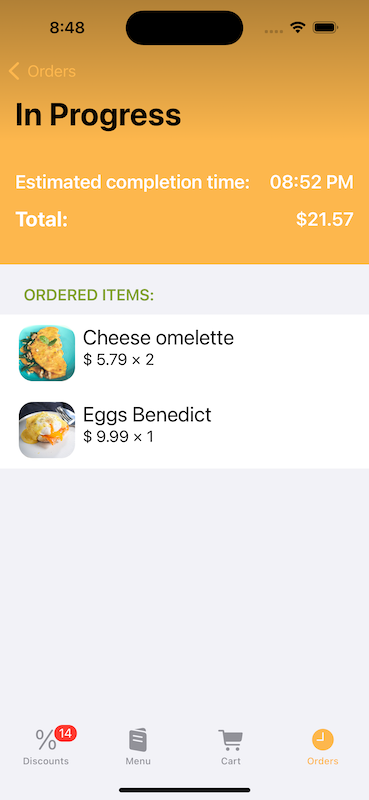 8:48
Orders
In Progress
Estimated completion time: 08:52 PM
Total: $21.57
ORDERED ITEMS:
Cheese omelette
$ 5.79 × 2
Eggs Benedict
$ 9.99 × 1
14
Discounts Menu Cart Orders